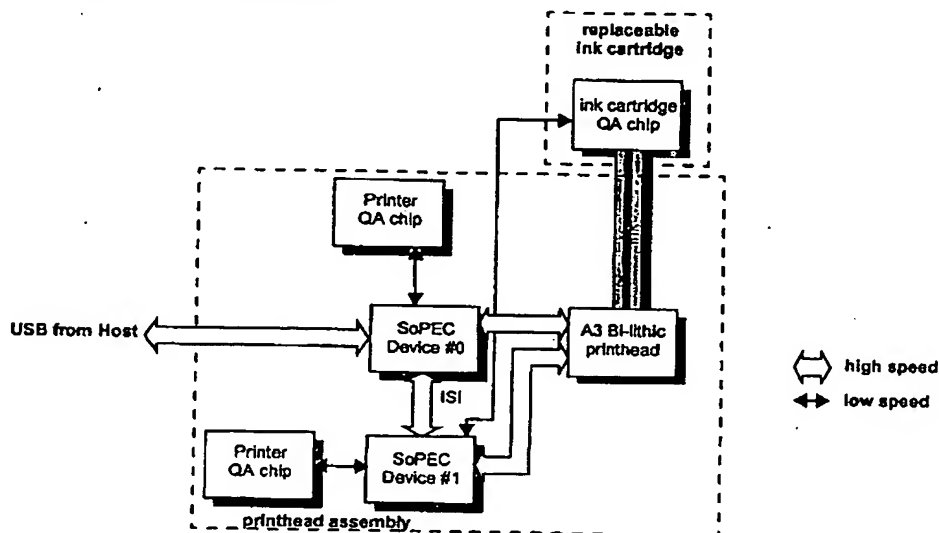 replaceable
ink cartridge
ink cartridge
QA chip
Printer
QA chip
USB from Host
SoPEC
Device #0
A3 Bi-lithic
printhead
high speed
low speed
ISI
Printer
QA chip
SoPEC
Device #1
printhead assembly